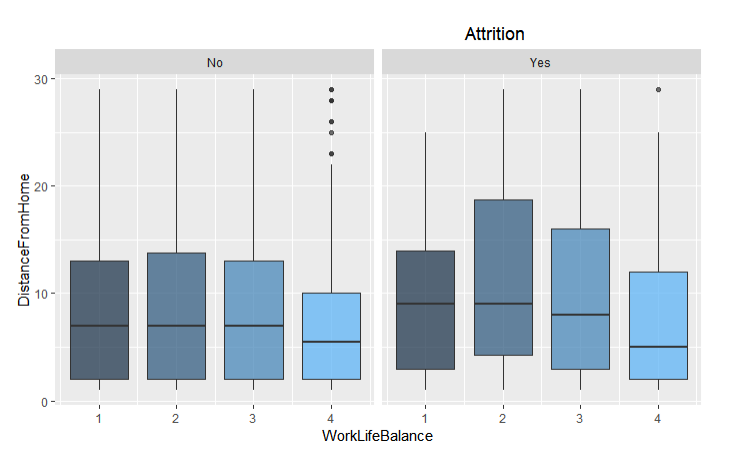 Attrition
No
Yes
30
20
10
0
DistanceFromHome
1 2 3 4
1 2 3 4
WorkLifeBalance